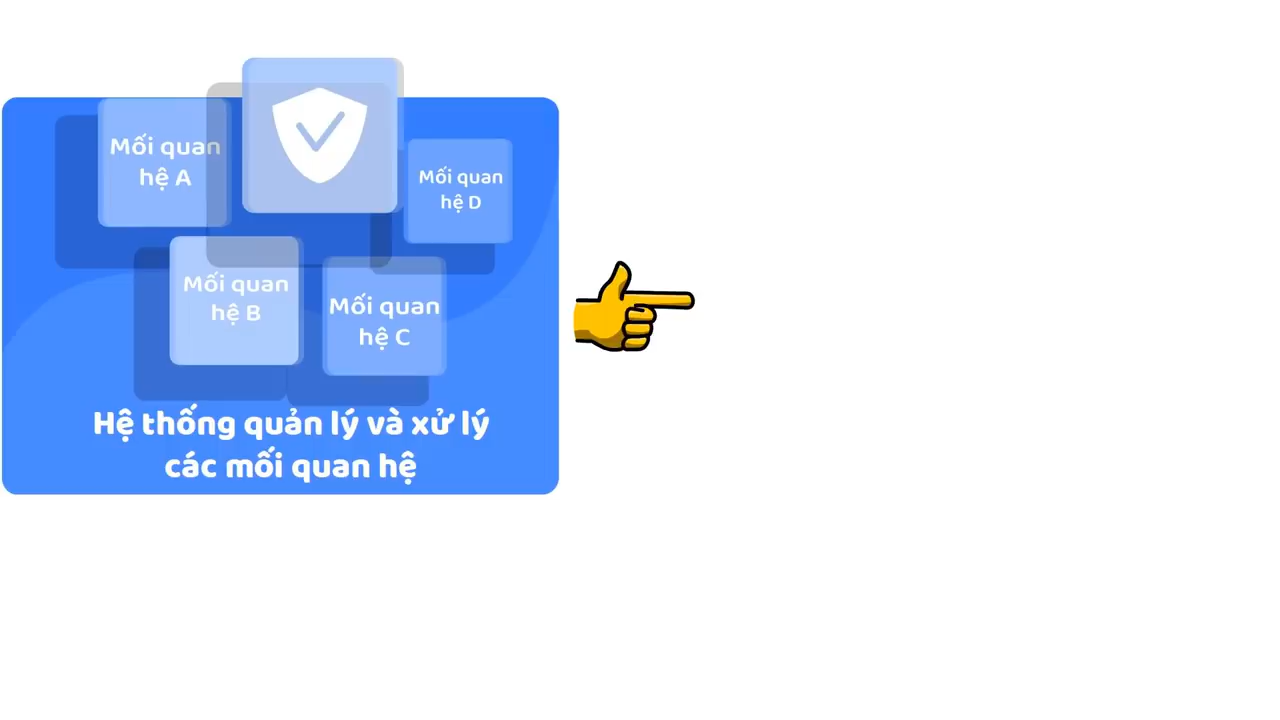 Mối quan
hệ A
Mối quan
hệ D
Mối quan
hệ B
Mối quan
hệ C
Hệ thống quản lý và xử lý
các mối quan hệ